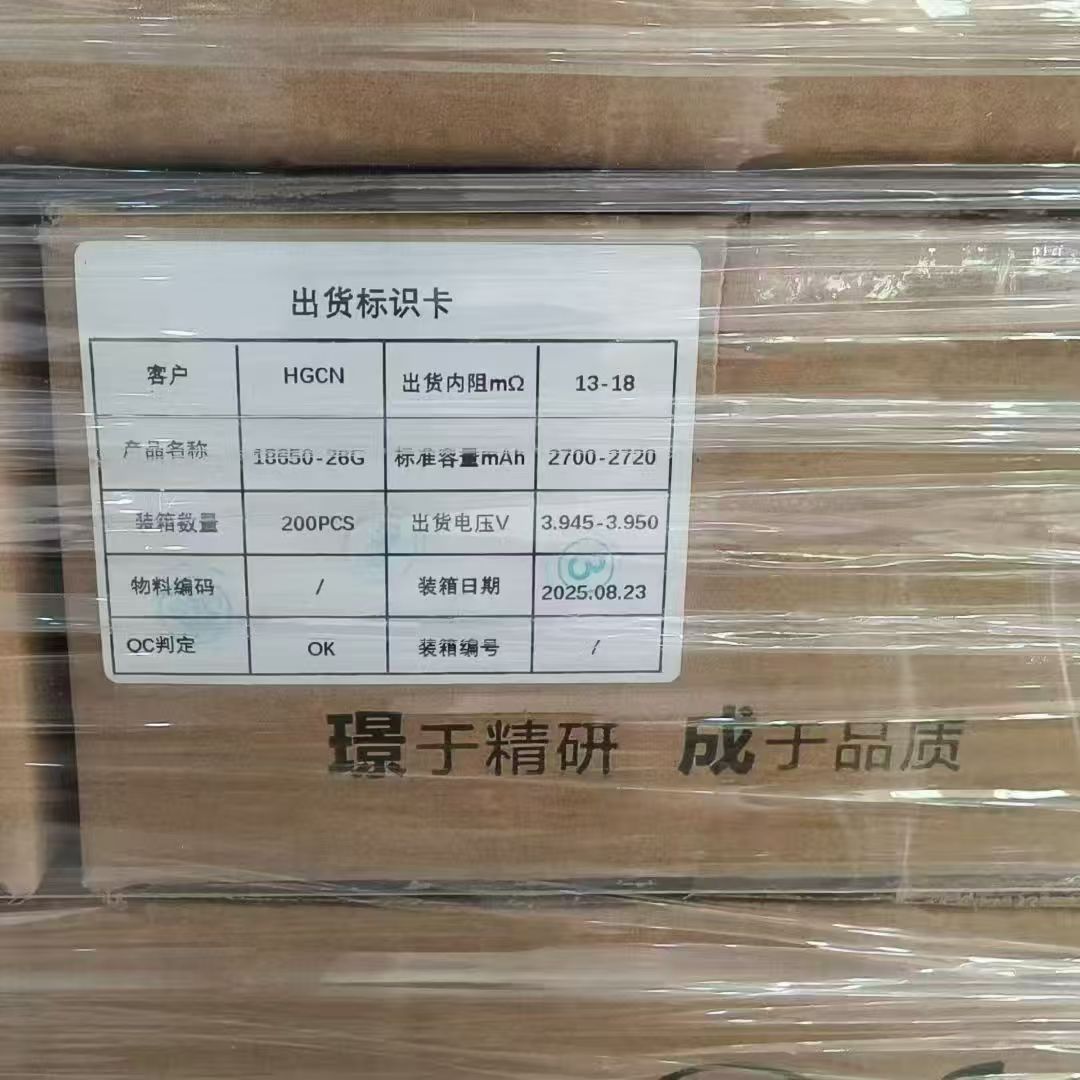 出货标识卡
客户 HGCN 出货内阻mΩ 13-18
产品名称 18650-26G 标准容量mAh 2700-2720
装箱数量 200PCS 出货电压V 3.945-3.950
物料编码 / 装箱日期 2025.08.23
3
OC判定 OK 装箱编号 /
璟于精研 成于品质